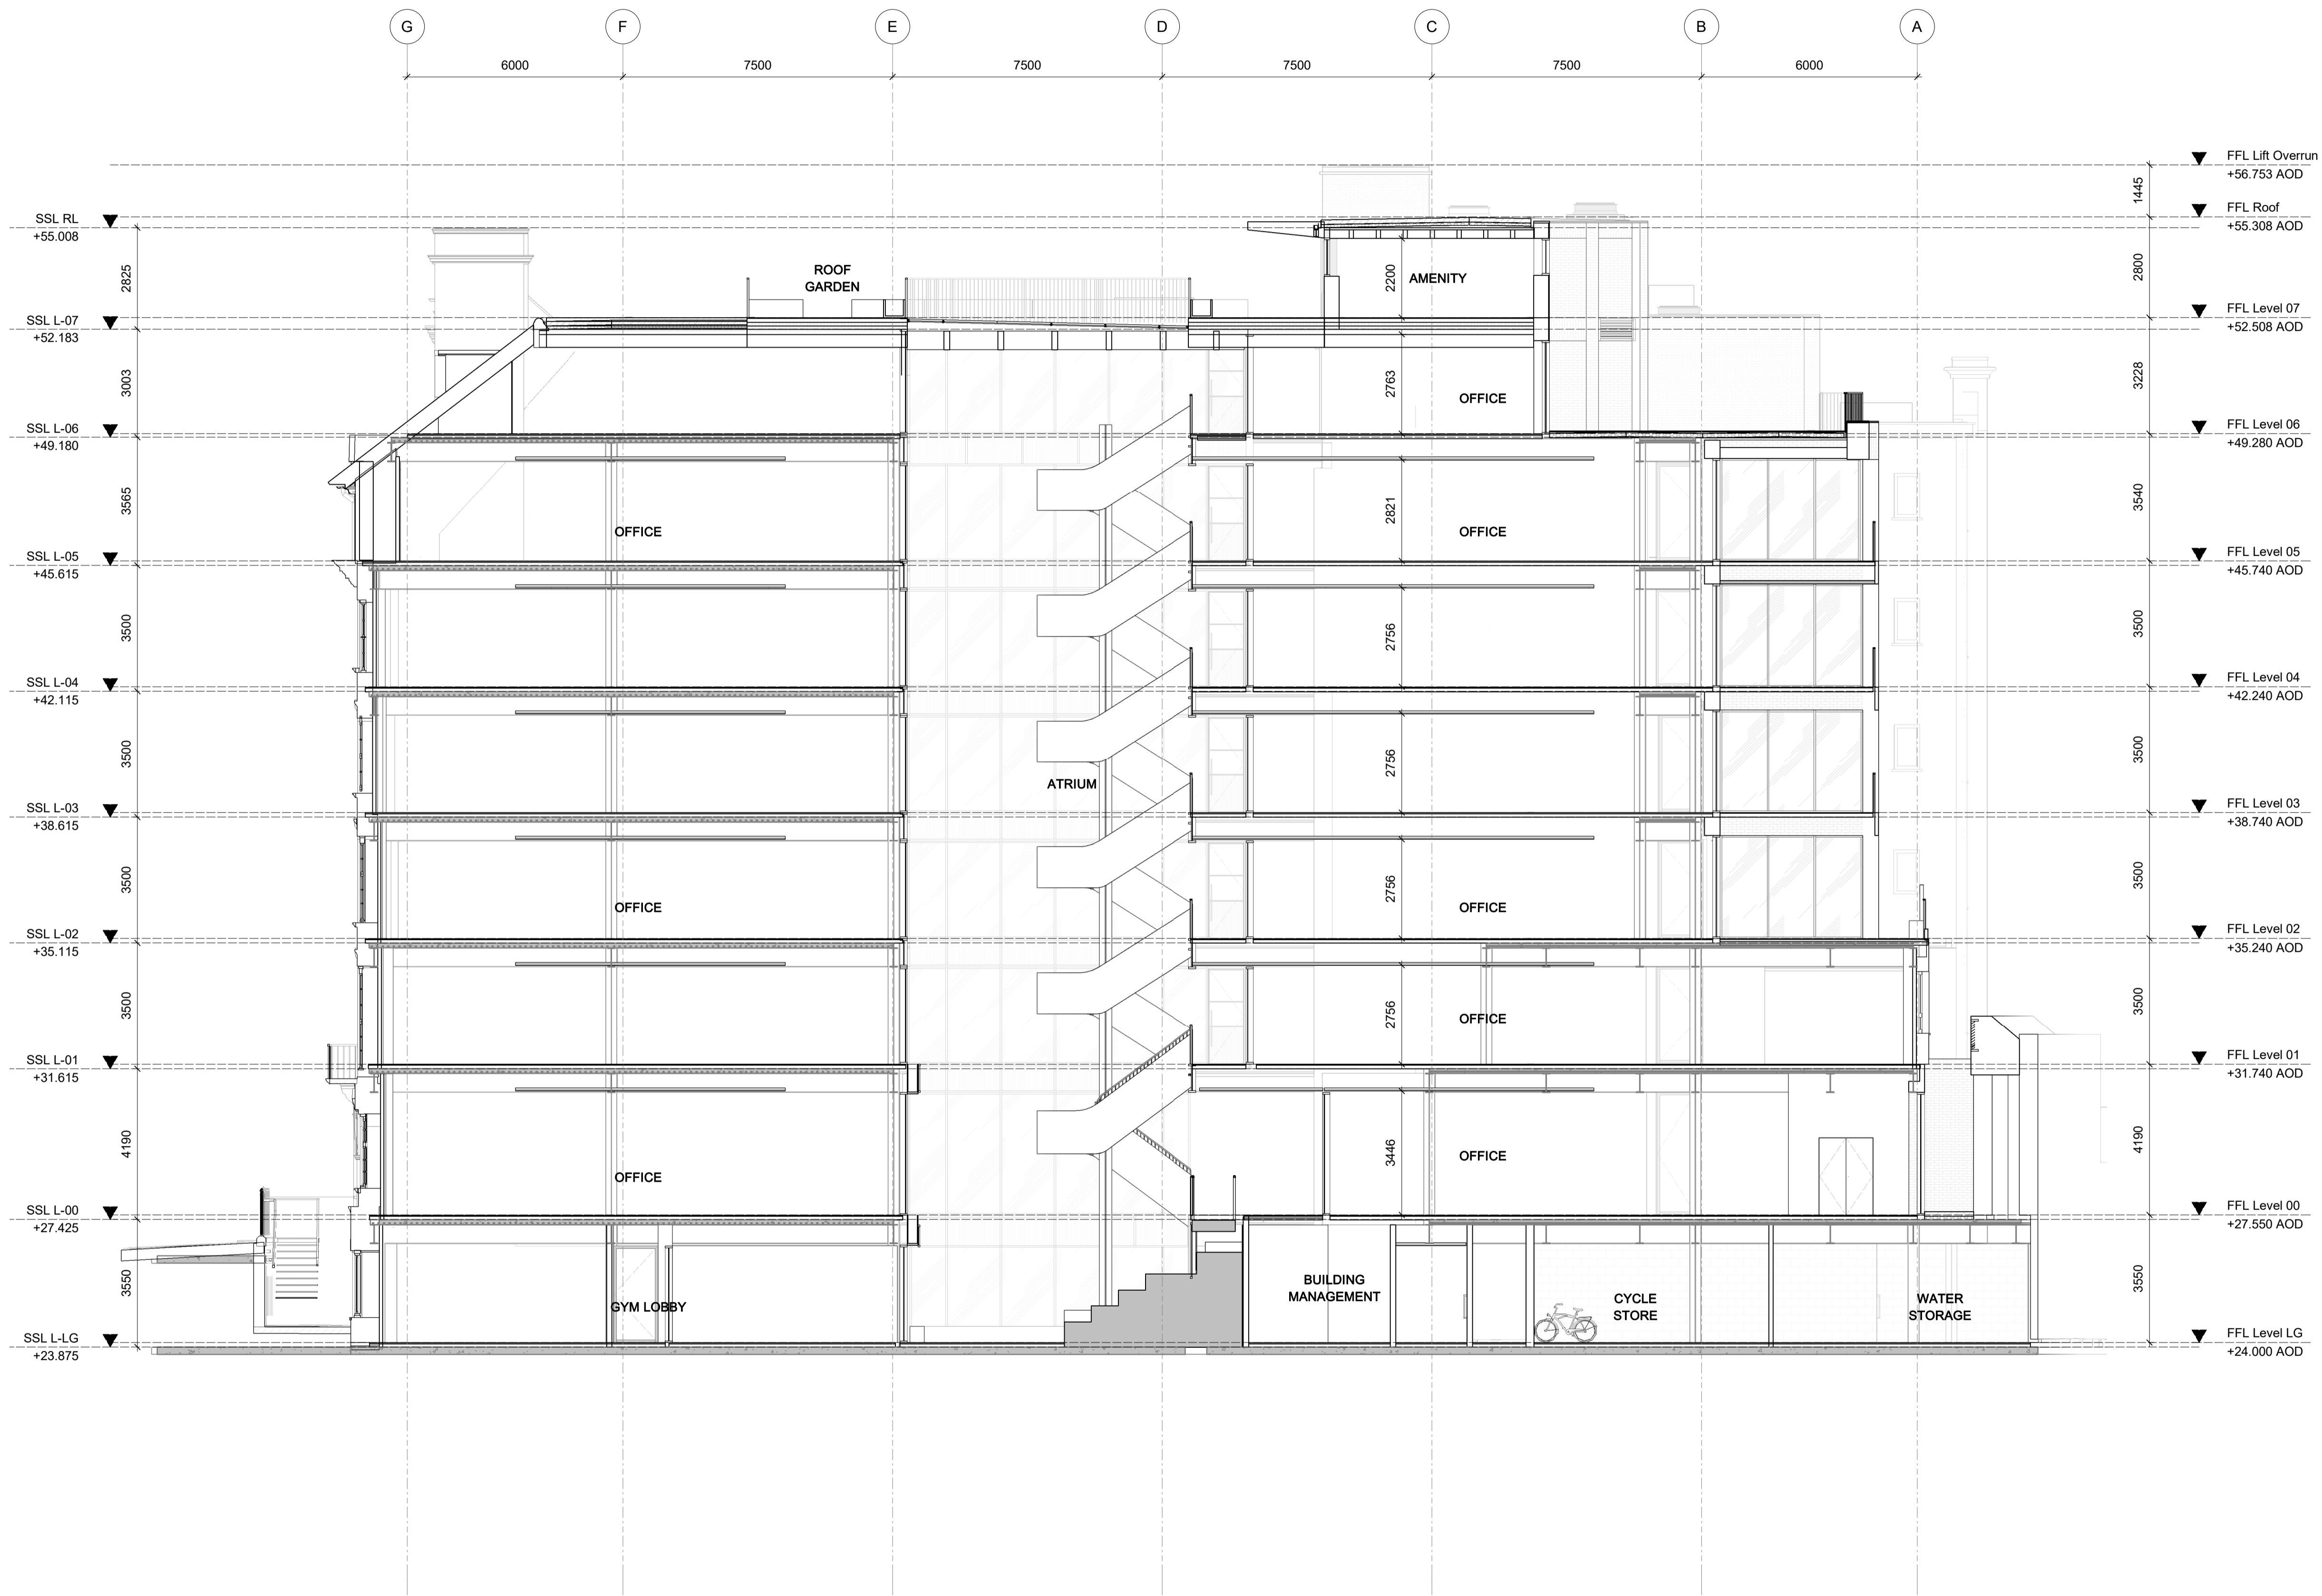 G
F
E
D
C
B
A
6000
7500
7500
7500
7500
6000
FFL Lift Overrun
+56.753 AOD
1445
SSL RL
+55.008
FFL Roof
+55.308 AOD
2825
ROOF
GARDEN
2200
AMENITY
2800
SSL L-07
+52.183
FFL Level 07
+52.508 AOD
3003
2763
OFFICE
3228
SSL L-06
+49.180
FFL Level 06
+49.280 AOD
3565
OFFICE
2821
OFFICE
3540
SSL L-05
+45.615
FFL Level 05
+45.740 AOD
3500
2756
3500
SSL L-04
+42.115
FFL Level 04
+42.240 AOD
3500
ATRIUM
2756
3500
SSL L-03
+38.615
FFL Level 03
+38.740 AOD
3500
OFFICE
2756
OFFICE
3500
SSL L-02
+35.115
FFL Level 02
+35.240 AOD
3500
2756
OFFICE
3500
SSL L-01
+31.615
FFL Level 01
+31.740 AOD
4190
OFFICE
3446
OFFICE
4190
SSL L-00
+27.425
FFL Level 00
+27.550 AOD
3550
GYM LOBBY
BUILDING
MANAGEMENT
CYCLE
STORE
WATER
STORAGE
3550
SSL L-LG
+23.875
FFL Level LG
+24.000 AOD